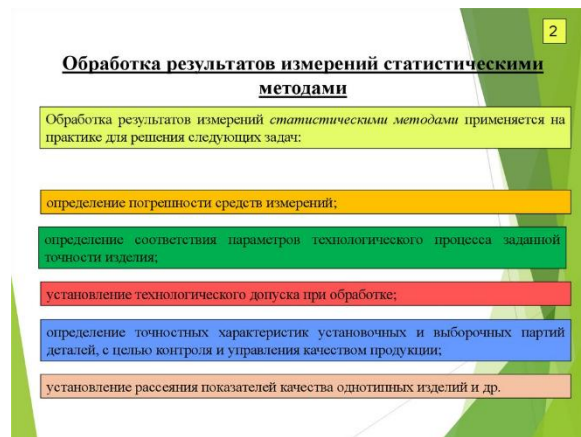 2
Обработка результатов измерений статистическими
методами
Обработка результатов измерений статистическими методами применяется на
практике для решения следующих задач:
определение погрешности средств измерений;
определение соответствия параметров технологического процесса заданной
точности изделия;
установление технологического допуска при обработке;
определение точностных характеристик установочных и выборочных партий
деталей, с целью контроля и управления качеством продукции;
установление рассеяния показателей качества однотипных изделий и др.